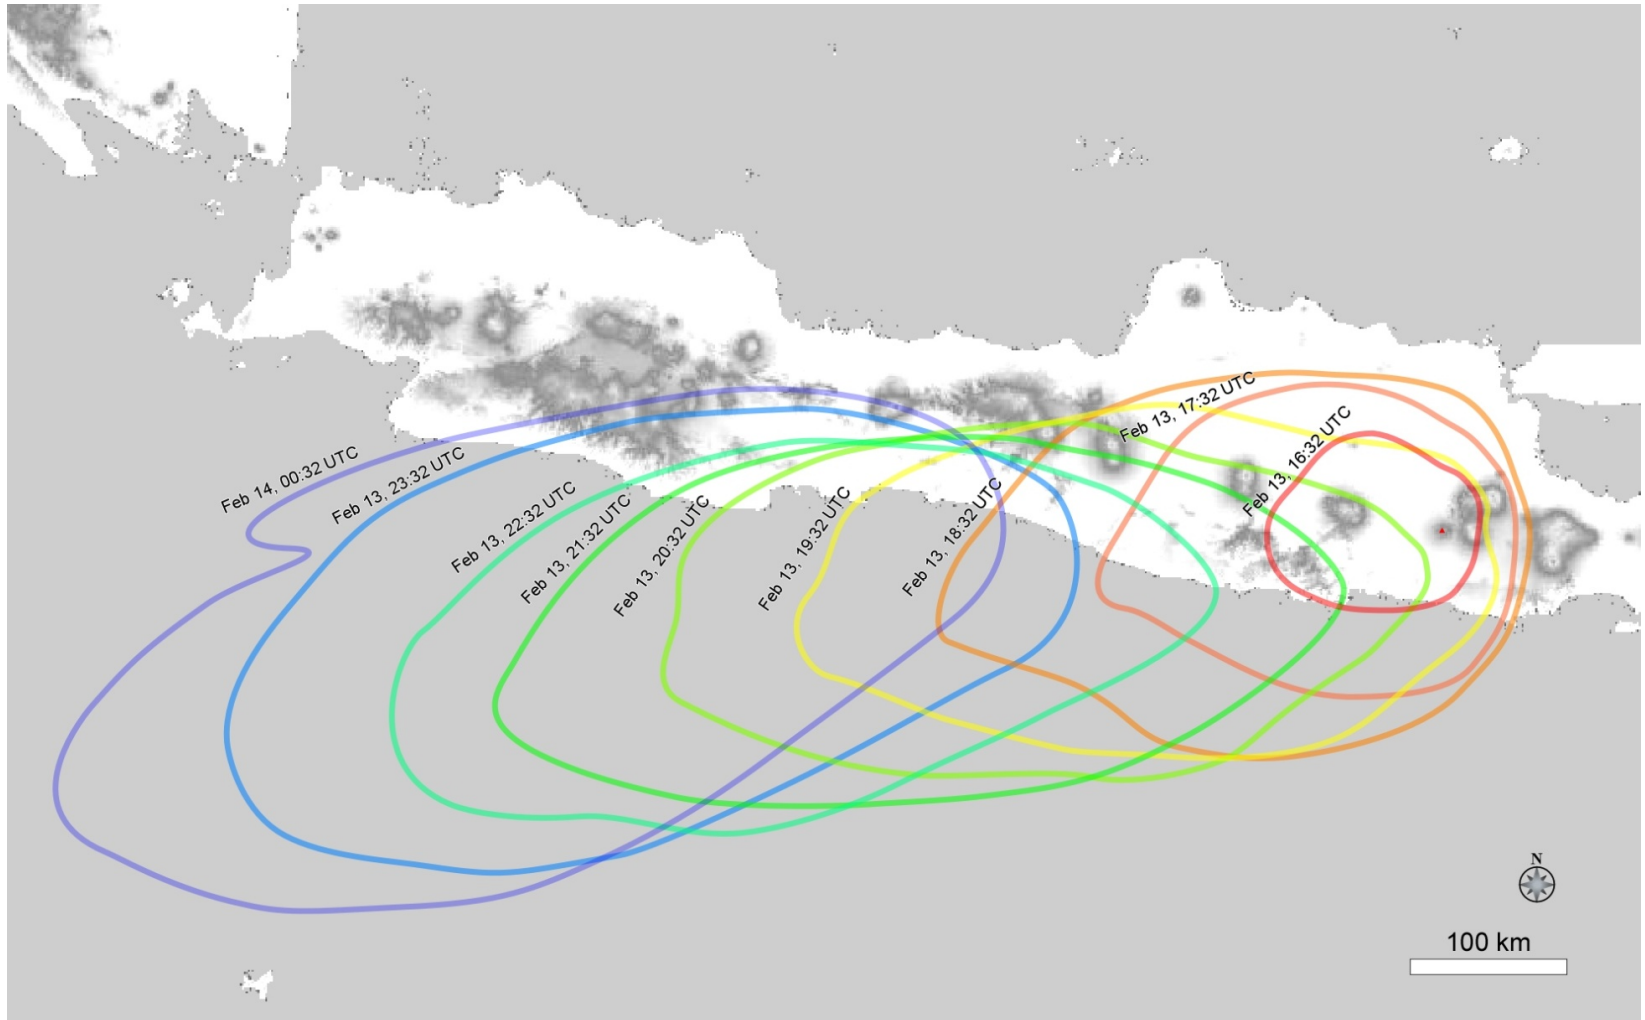 Feb 13, 17:32 UTC
Feb 13, 16:32 UTC
Feb 14, 00:32 UTC
Feb 13, 23:32 UTC
Feb 13, 22:32 UTC
Feb 13, 21:32 UTC
Feb 13, 20:32 UTC
Feb 13, 19:32 UTC
Feb 13, 18:32 UTC
N
100 km